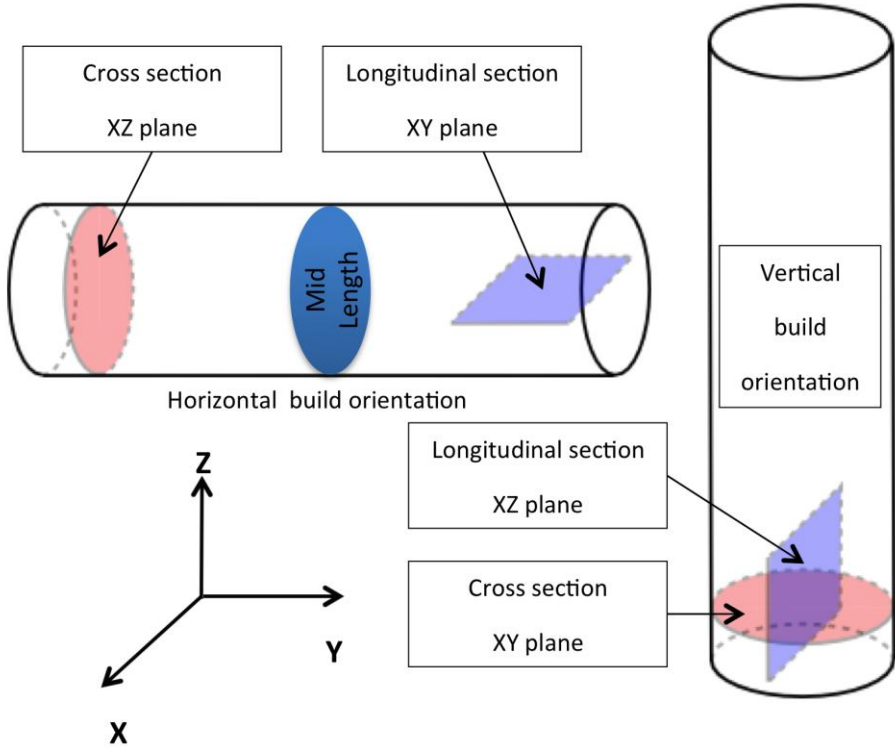 Cross section
XZ plane
Longitudinal section
XY plane
Mid
Length
Horizontal build orientation
Vertical
build
orientation
Longitudinal section
XZ plane
Cross section
XY plane
Z
Y
X